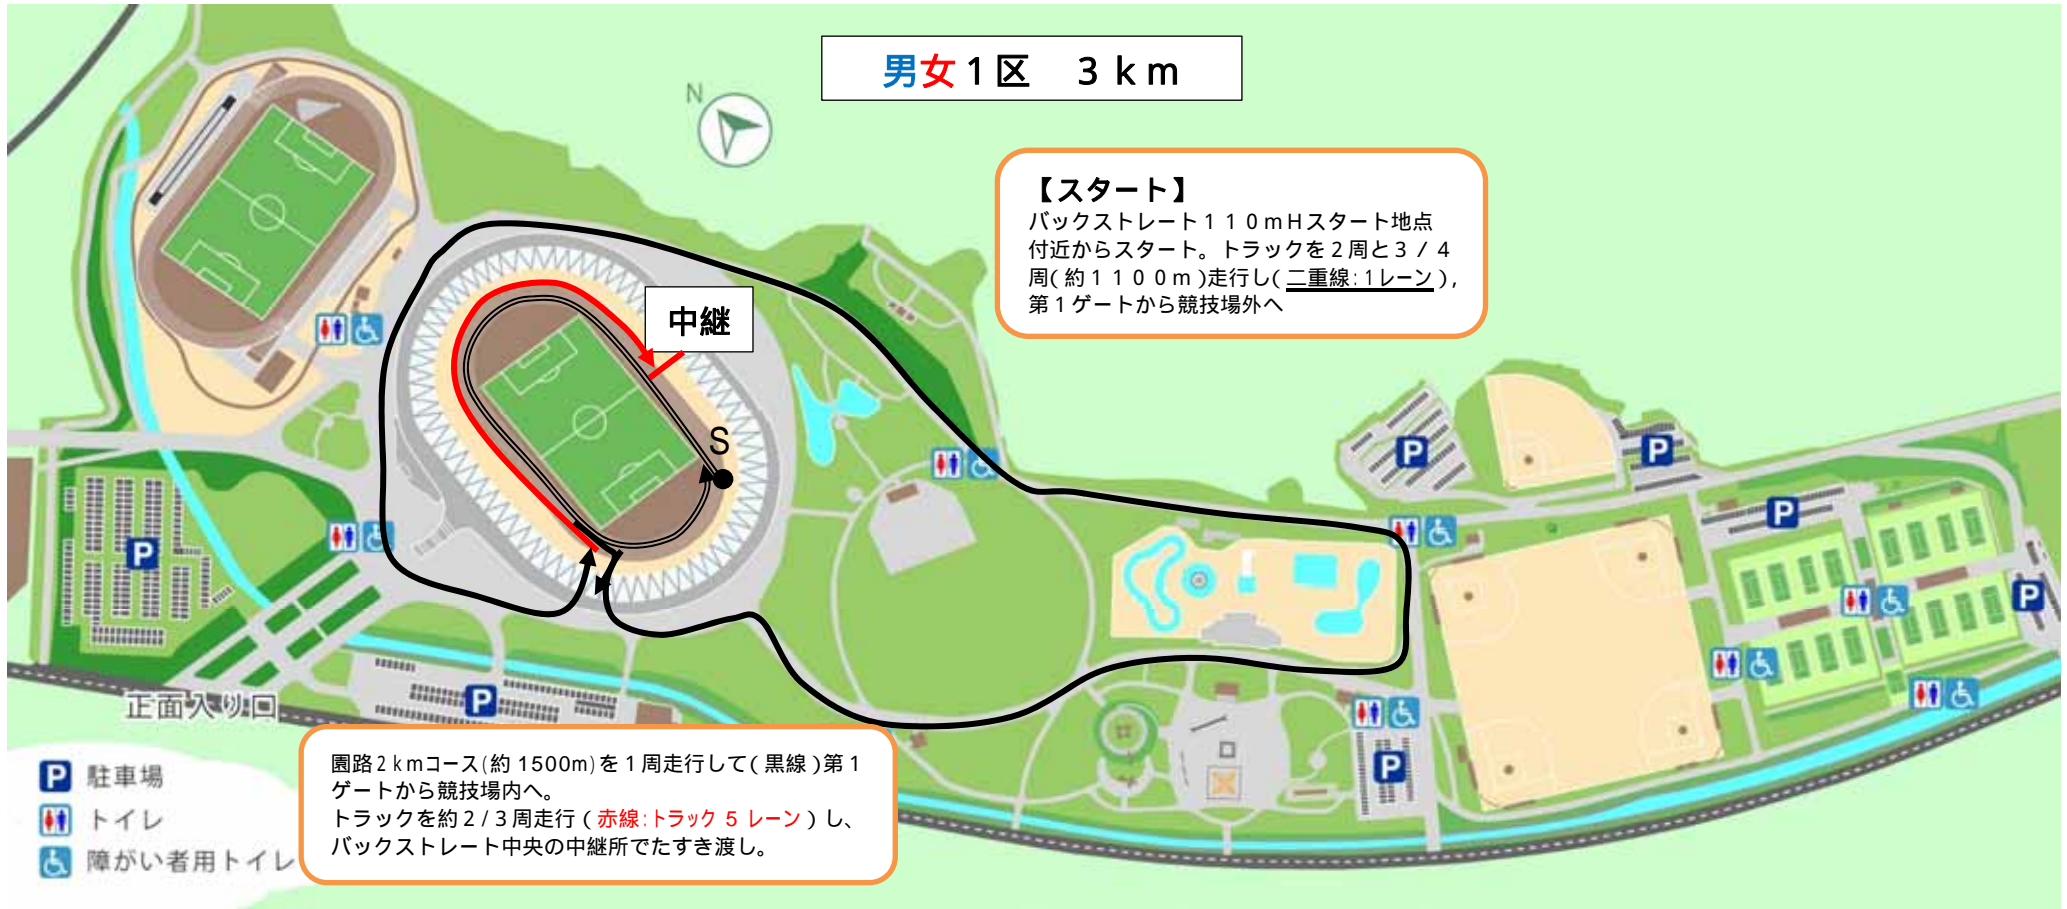 男女1区　3km
N
【スタート】
バックストレート110mHスタート地点
付近からスタート。トラックを2周と3/4
周(約1100m)走行し(二重線:1レーン),
第1ゲートから競技場外へ
中継
S
P
P
P
P
P
P
P
正面入り口
P 駐車場
トイレ
障がい者用トイレ
園路2kmコース(約1500m)を1周走行して(黒線)第1
ゲートから競技場内へ。
トラックを約2/3周走行(赤線:トラック5レーン)し、
バックストレート中央の中継所でたすき渡し。